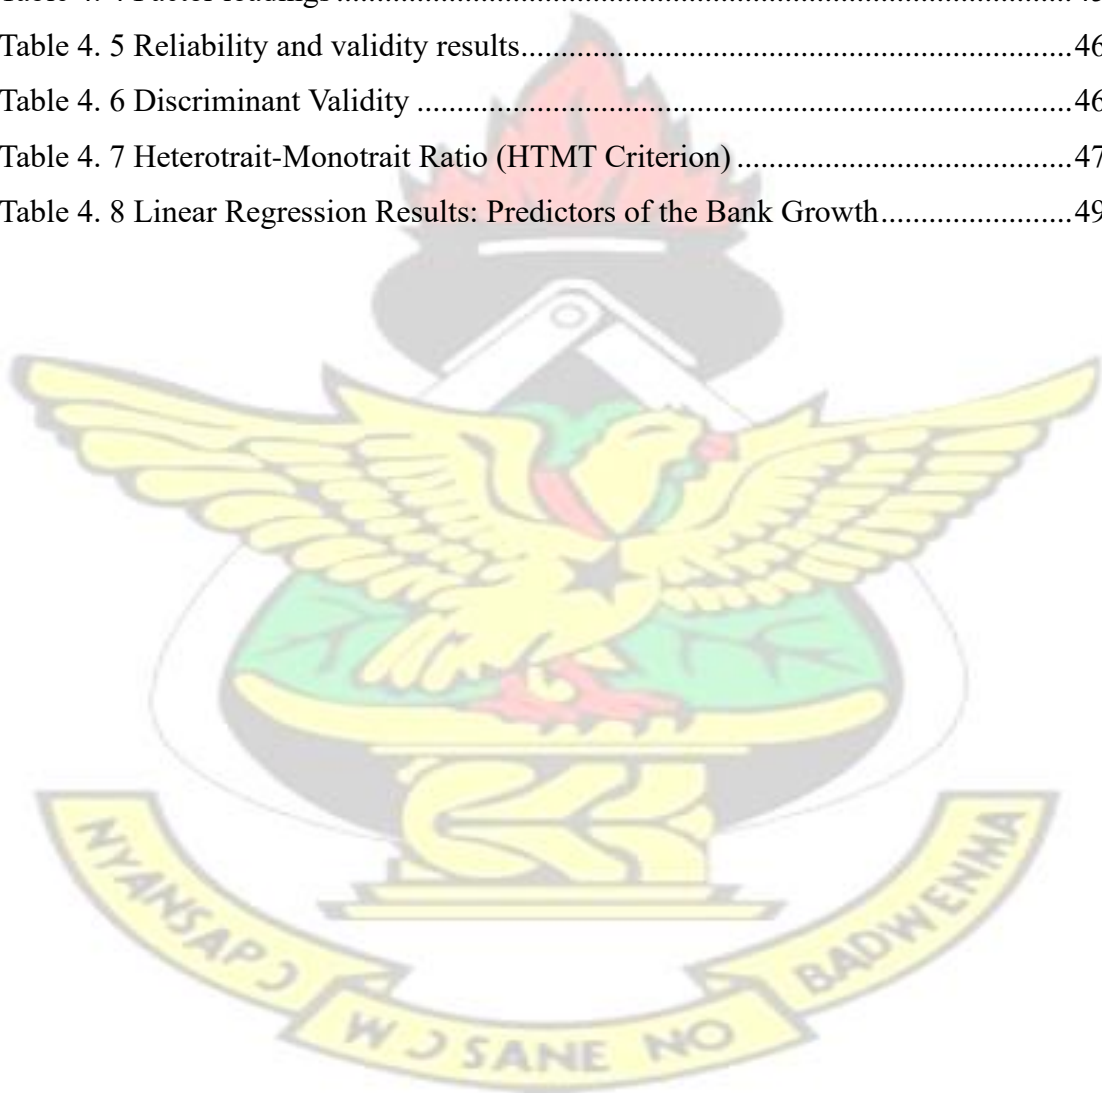 Table 4. 5 Reliability and validity results......................................................................46
Table 4. 6 Discriminant Validity ...................................................................................46
Table 4. 7 Heterotrait-Monotrait Ratio (HTMT Criterion)..........................................47
Table 4. 8 Linear Regression Results: Predictors of the Bank Growth........................49
NYANSAPƆ
WƆSANE NO
BADWENMA